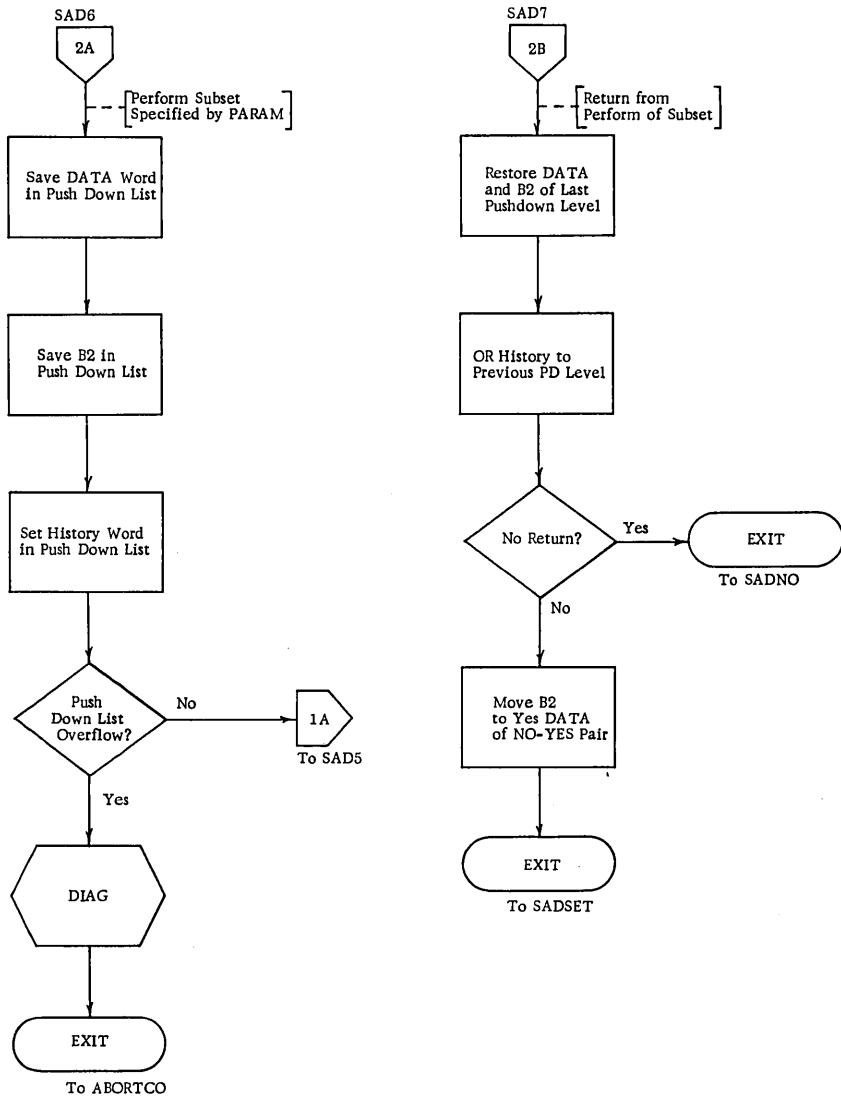 SAD6
2A
Perform Subset
Specified by PARAM
Save DATA Word
in Push Down List
Save B2 in
Push Down List
Set History Word
in Push Down List
Push
Down List
Overflow?
No
1A
To SAD5
Yes
DIAG
EXIT
To ABORTCO
SAD7
2B
Return from
Perform of Subset
Restore DATA
and B2 of Last
Pushdown Level
OR History to
Previous PD Level
No Return?
Yes
EXIT
To SADNO
No
Move B2
to Yes DATA
of NO-YES Pair
EXIT
To SADSET